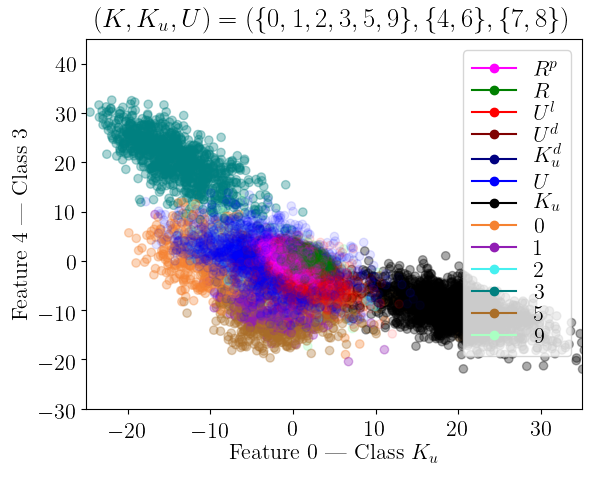 (K, K_u, U) = ({0, 1, 2, 3, 5, 9}, {4, 6}, {7, 8})
40
30
20
10
0
−10
−20
−30
Feature 4 — Class 3
R^p
R
U^l
U^d
K_u^d
U
K_u
0
1
2
3
5
9
−20
−10
0
10
20
30
Feature 0 — Class K_u